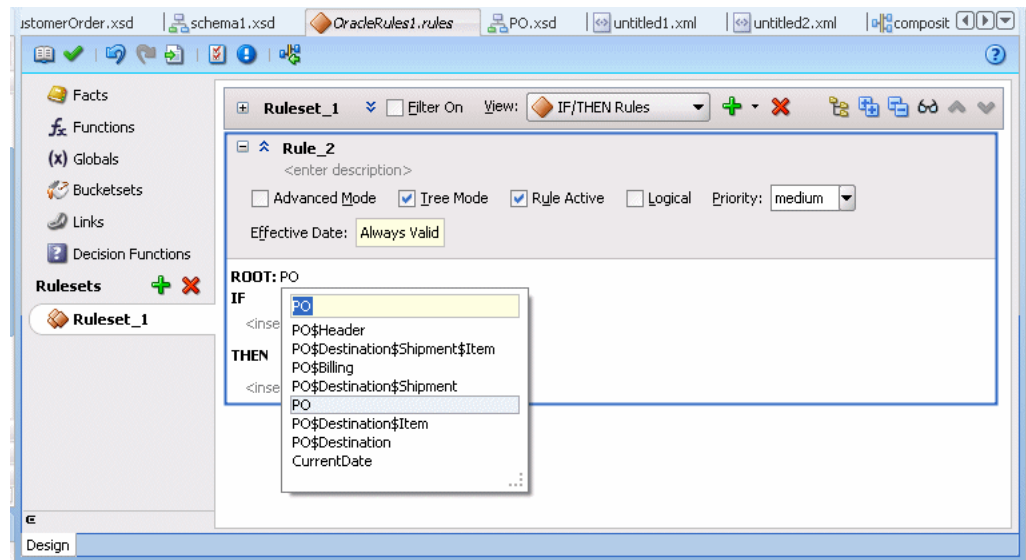 ustomerOrder.xsd schema1.xsd OracleRules1.rules PO.xsd untitled1.xml untitled2.xml composit
Facts
Functions
Globals
Bucketsets
Links
Decision Functions
Rulesets
Ruleset_1
Ruleset_1 Filter On View: IF/THEN Rules
Rule_2
<enter description>
Advanced Mode Tree Mode Rule Active Logical Priority: medium
Effective Date: Always Valid
ROOT: PO
IF
<inse
THEN
<inse
PO
PO$Header
PO$Destination$Shipment$Item
PO$Billing
PO$Destination$Shipment
PO
PO$Destination$Item
PO$Destination
CurrentDate
Design